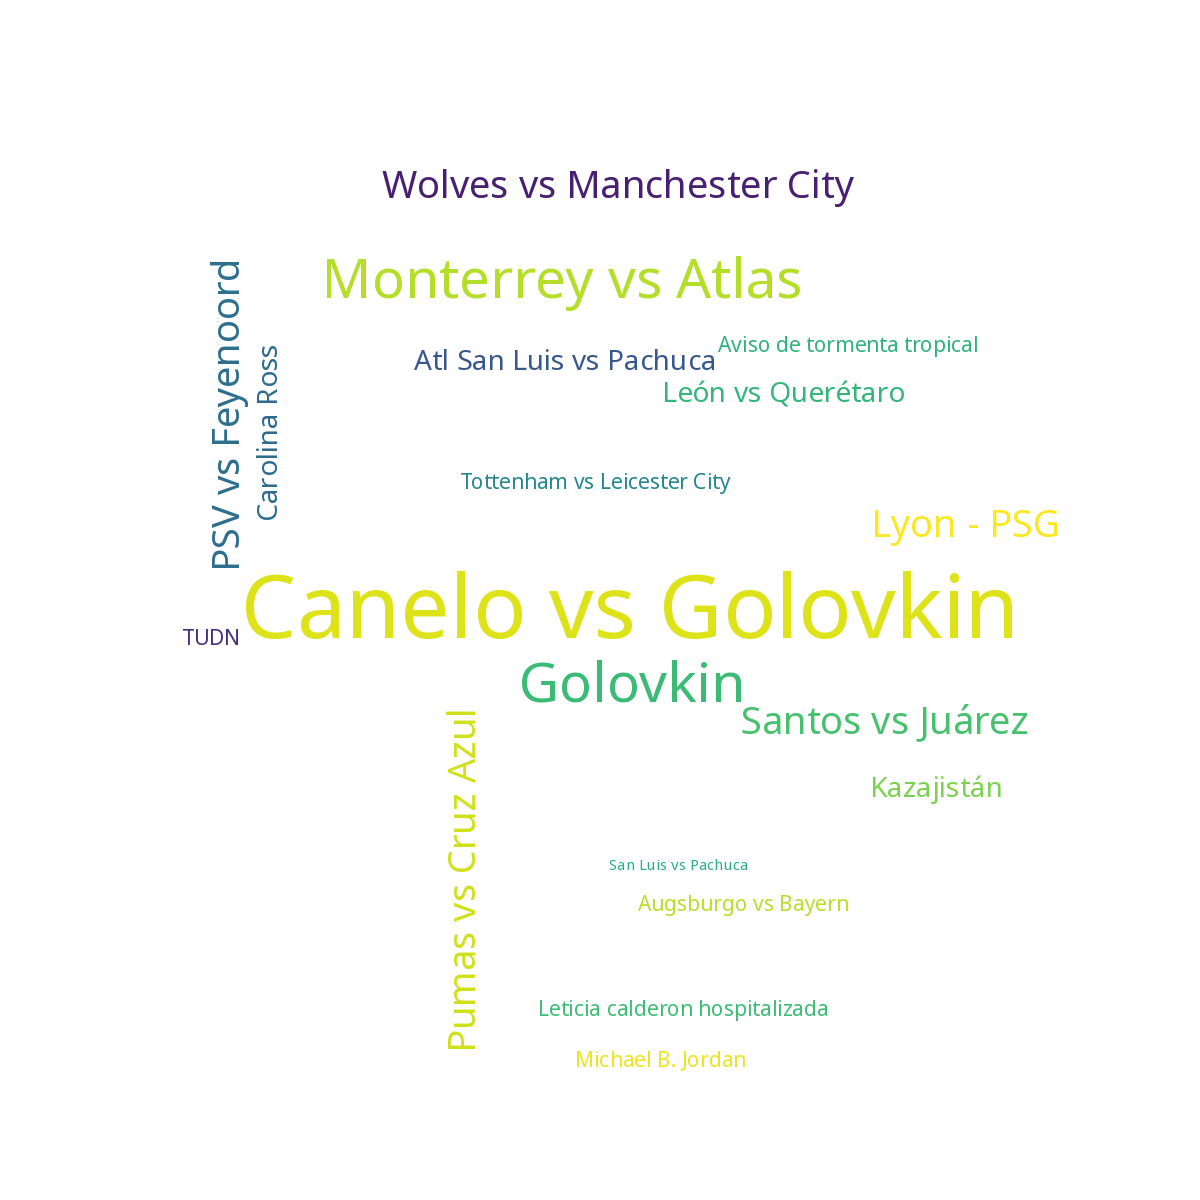 Wolves vs Manchester City
Monterrey vs Atlas
PSV vs Feyenoord
Carolina Ross
Atl San Luis vs Pachuca
Aviso de tormenta tropical
León vs Querétaro
Tottenham vs Leicester City
Lyon - PSG
Canelo vs Golovkin
TUDN
Golovkin
Santos vs Juárez
Pumas vs Cruz Azul
Kazajistán
San Luis vs Pachuca
Augsburgo vs Bayern
Leticia calderon hospitalizada
Michael B. Jordan